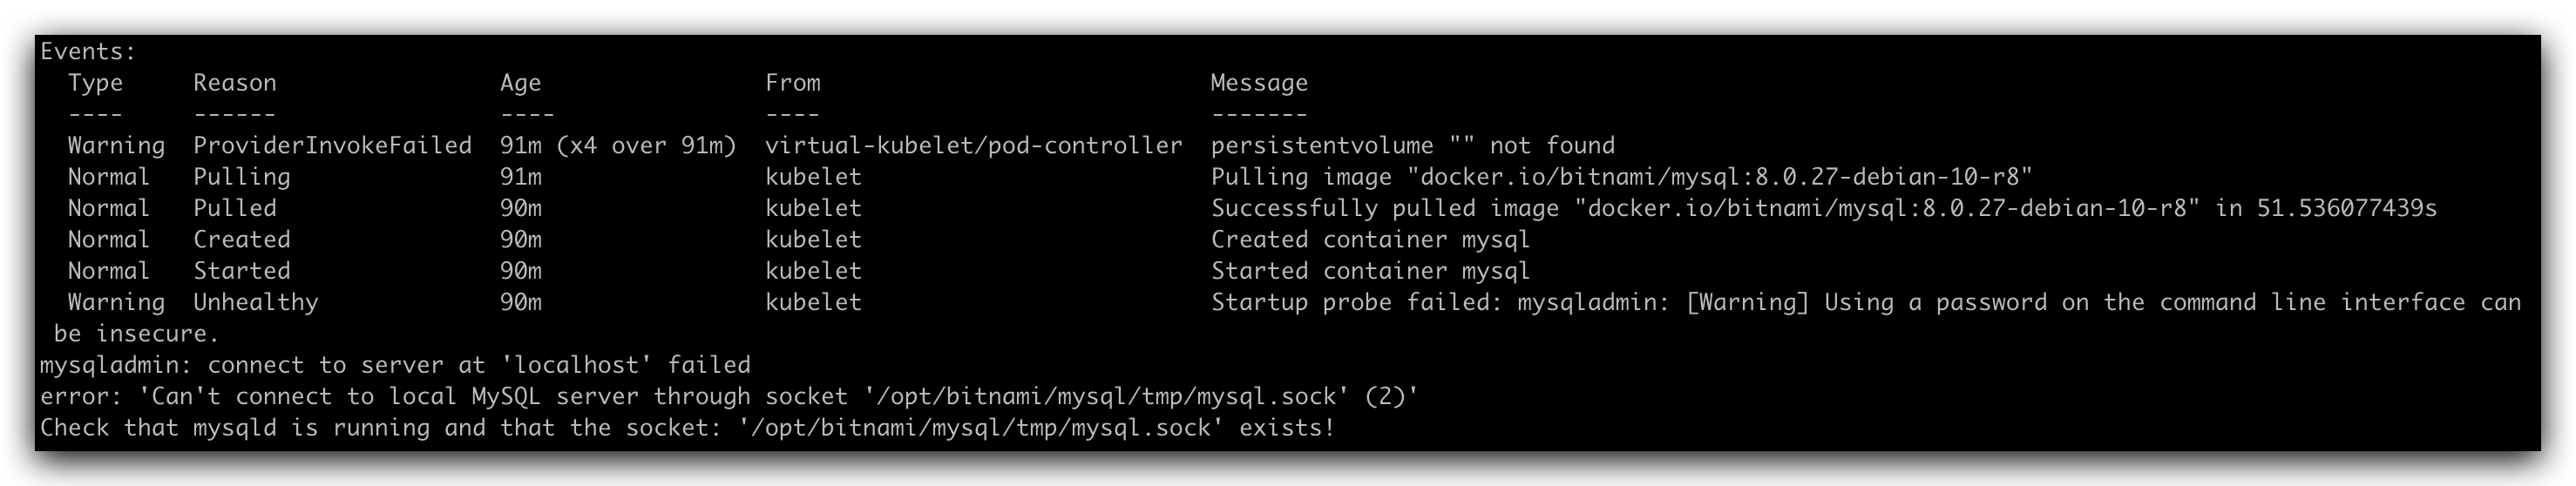 Events:
  Type     Reason                Age                From                            Message
  ----     ------                ----               ----                            -------
  Warning  ProviderInvokeFailed  91m (x4 over 91m)  virtual-kubelet/pod-controller  persistentvolume "" not found
  Normal   Pulling               91m                kubelet                         Pulling image "docker.io/bitnami/mysql:8.0.27-debian-10-r8"
  Normal   Pulled                90m                kubelet                         Successfully pulled image "docker.io/bitnami/mysql:8.0.27-debian-10-r8" in 51.536077439s
  Normal   Created               90m                kubelet                         Created container mysql
  Normal   Started               90m                kubelet                         Started container mysql
  Warning  Unhealthy             90m                kubelet                         Startup probe failed: mysqladmin: [Warning] Using a password on the command line interface can
 be insecure.
mysqladmin: connect to server at 'localhost' failed
error: 'Can't connect to local MySQL server through socket '/opt/bitnami/mysql/tmp/mysql.sock' (2)'
Check that mysqld is running and that the socket: '/opt/bitnami/mysql/tmp/mysql.sock' exists!